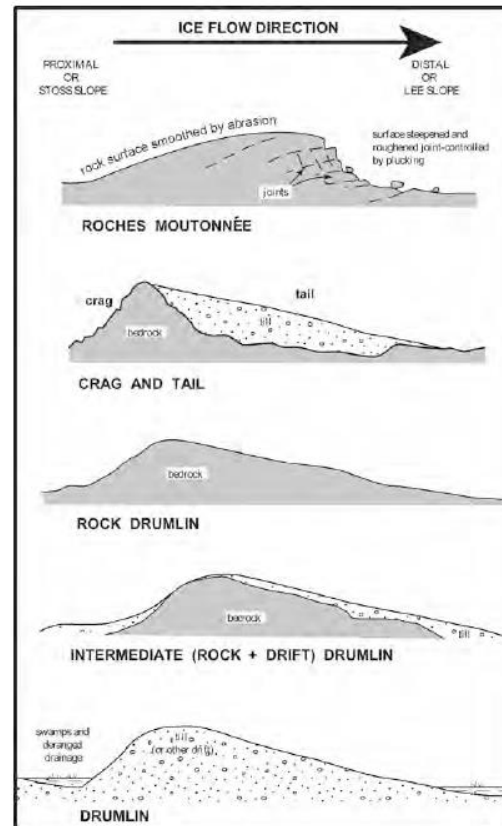 ICE FLOW DIRECTION
PROXIMAL
OR
STOSS SLOPE
DISTAL
OR
LEE SLOPE
rock surface smoothed by abrasion
surface steepened and
roughened joint-controlled
by plucking
joints
ROCHES MOUTONNÉE
crag
tail
till
bedrock
CRAG AND TAIL
bedrock
ROCK DRUMLIN
bedrock
till
INTERMEDIATE (ROCK + DRIFT) DRUMLIN
swamps and
deranged
drainage
till
(or other drift)
DRUMLIN